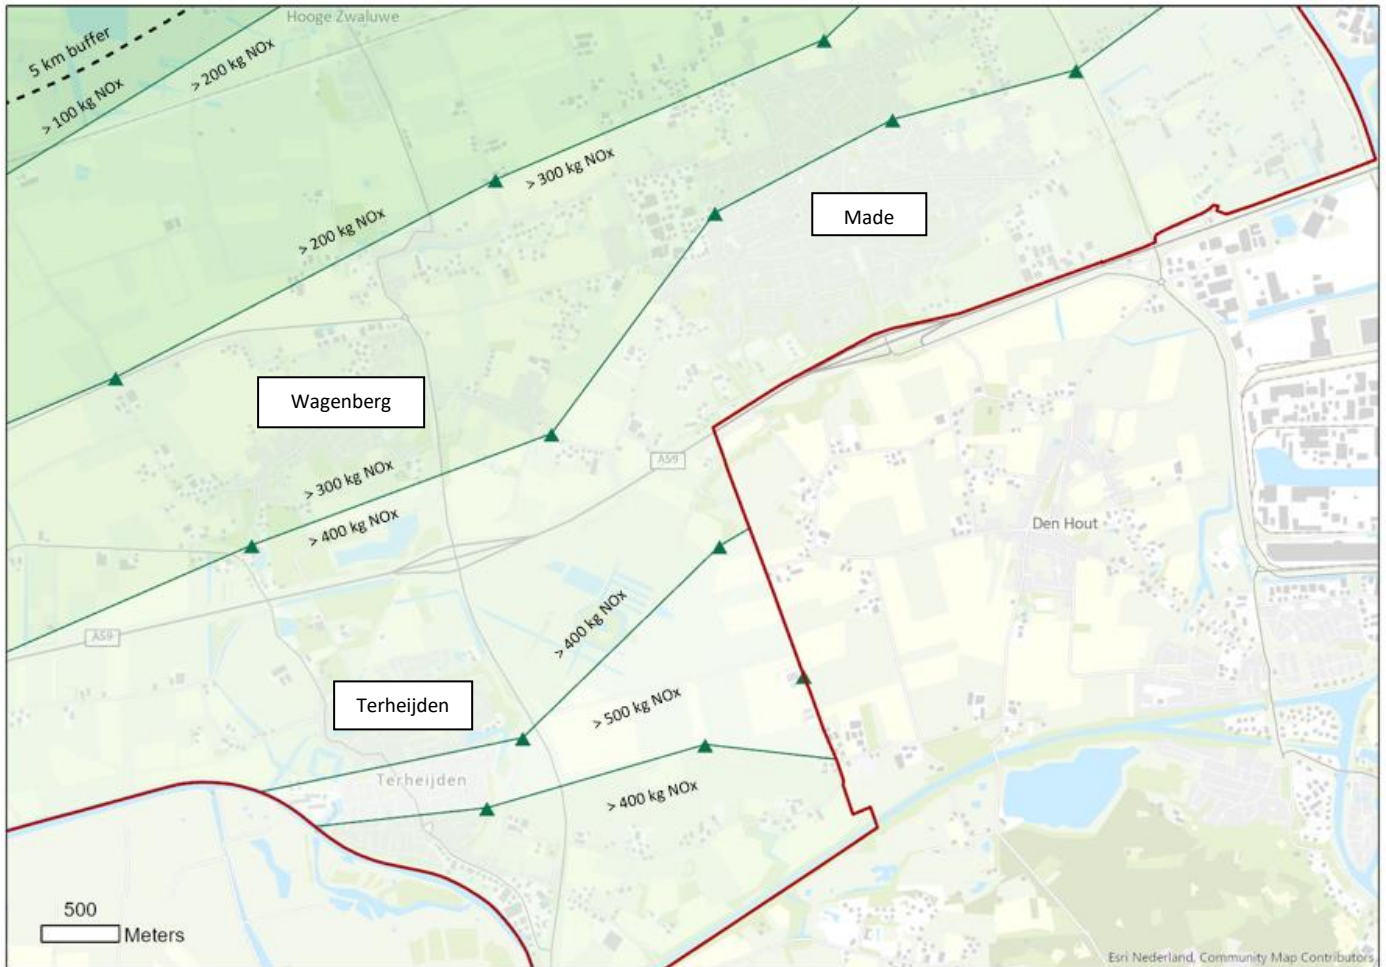 Hooge Zwaluwe
5 km buffer
> 200 kg NOx
> 100 kg NOx
> 300 kg NOx
> 200 kg NOx
Made
Wagenberg
A59
> 300 kg NOx
> 400 kg NOx
Den Hout
> 400 kg NOx
A59
Terheijden
> 500 kg NOx
Terheijden
> 400 kg NOx
500
Meters
Esri Nederland, Community Map Contributors